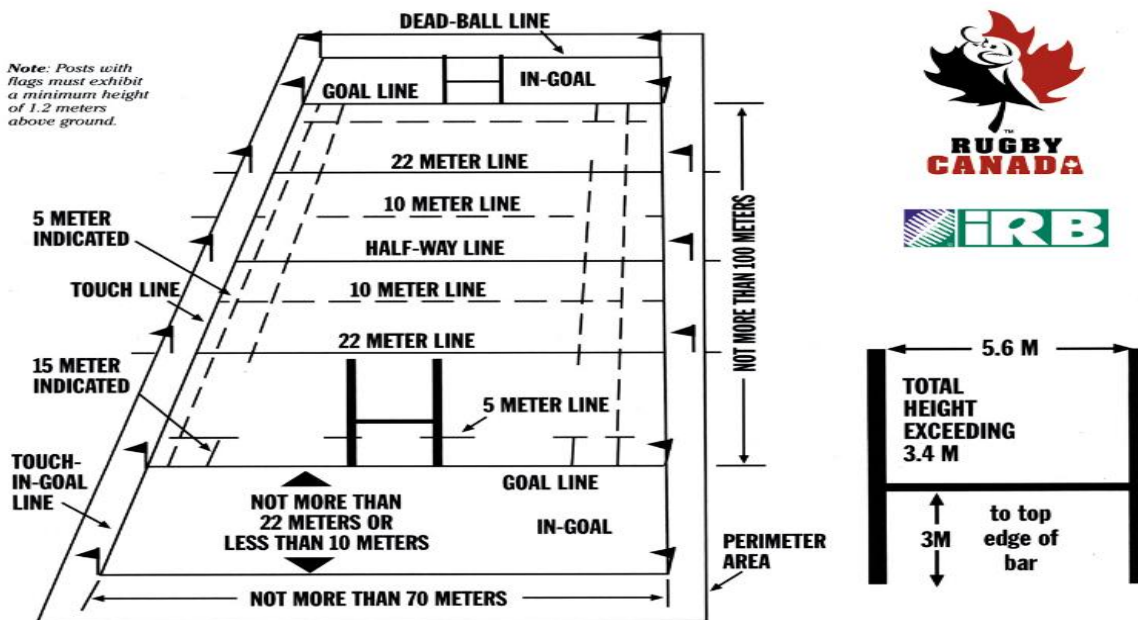 DEAD-BALL LINE
Note: Posts with
flags must exhibit
a minimum height
of 1.2 meters
above ground.
IN-GOAL
GOAL LINE
22 METER LINE
10 METER LINE
5 METER
INDICATED
HALF-WAY LINE
TOUCH LINE
10 METER LINE
22 METER LINE
15 METER
INDICATED
5 METER LINE
TOUCH-
IN-GOAL
LINE
GOAL LINE
NOT MORE THAN
22 METERS OR
LESS THAN 10 METERS
IN-GOAL
PERIMETER
AREA
NOT MORE THAN 70 METERS
NOT MORE THAN 100 METERS
TM
RUGBY
CANADA
iRB
5.6 M
TOTAL
HEIGHT
EXCEEDING
3.4 M
3M
to top
edge of
bar